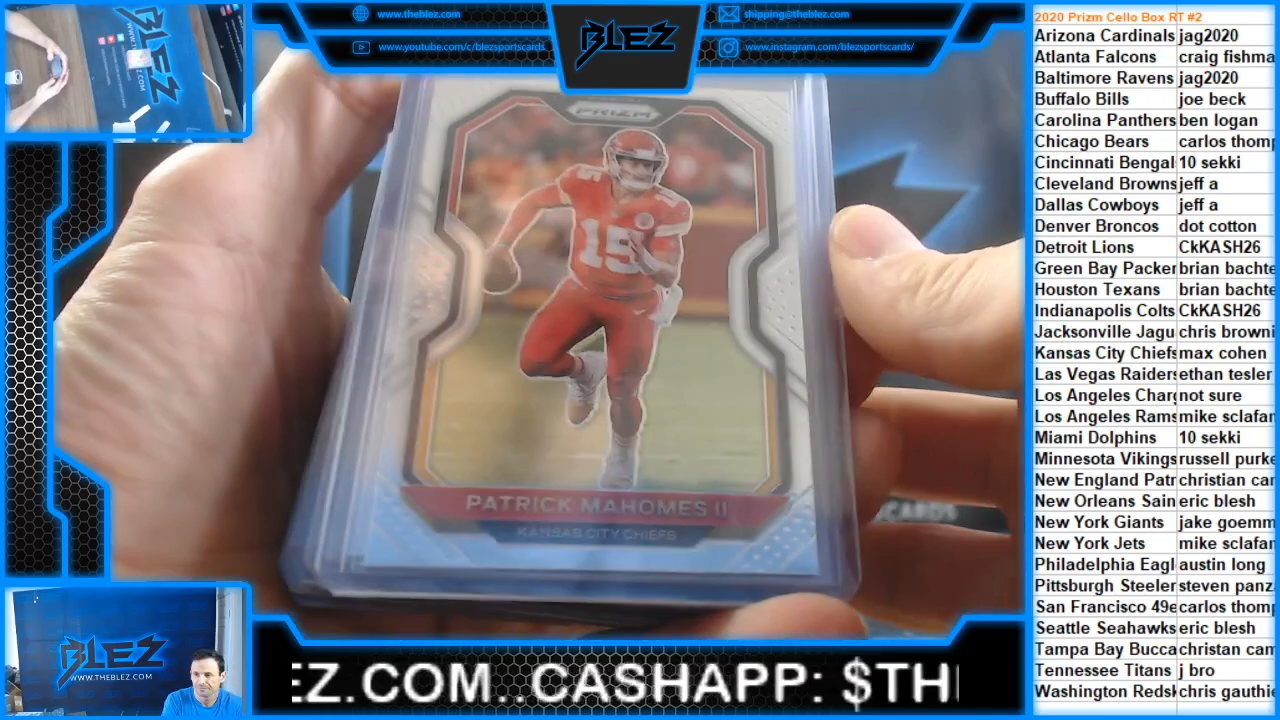 www.theblez.com
shipping@theblez.com
www.youtube.com/c/blezsportscards
BLEZ
www.instagram.com/blezsportscards/
PRIZM
15
15
PATRICK MAHOMES II
KANSAS CITY CHIEFS
BLEZ
WWW.THEBLEZ.COM
EZ.COM..CASHAPP: $TH
2020 Prizm Cello Box RT #2
Arizona Cardinals jag2020
Atlanta Falcons craig fishma
Baltimore Ravens jag2020
Buffalo Bills joe beck
Carolina Panthers ben logan
Chicago Bears carlos thomp
Cincinnati Bengal 10 sekki
Cleveland Browns jeff a
Dallas Cowboys jeff a
Denver Broncos dot cotton
Detroit Lions CkKASH26
Green Bay Packer brian bachte
Houston Texans brian bachte
Indianapolis Colts CkKASH26
Jacksonville Jagu chris browni
Kansas City Chiefs max cohen
Las Vegas Raiders ethan tesler
Los Angeles Charg not sure
Los Angeles Rams mike sclafan
Miami Dolphins 10 sekki
Minnesota Vikings russell purke
New England Patr christian can
New Orleans Sain eric blesh
New York Giants jake goemm
New York Jets mike sclafan
Philadelphia Eagl austin long
Pittsburgh Steeler steven panz
San Francisco 49e carlos thomp
Seattle Seahawks eric blesh
Tampa Bay Bucca christan cam
Tennessee Titans j bro
Washington Redsk chris gauthie